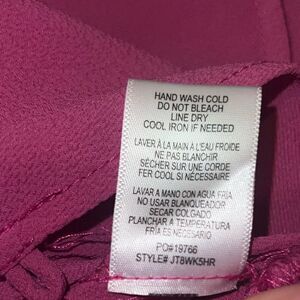 HAND WASH COLD
DO NOT BLEACH
LINE DRY
COOL IRON IF NEEDED
LAVER À LA MAIN A L'EAU FROIDE
NE PAS BLANCHIR
SÉCHER SUR UNE CORDE
FER COOL SI NÉCESSAIRE
LAVAR A MANO CON AGUA FRIA
NO USAR BLANQUEADOR
SECAR COLGADO
PLANCHAR A TEMPERATURA
FRIA ES NECESARIO
PO#19766
STYLE# JT8WK5HR